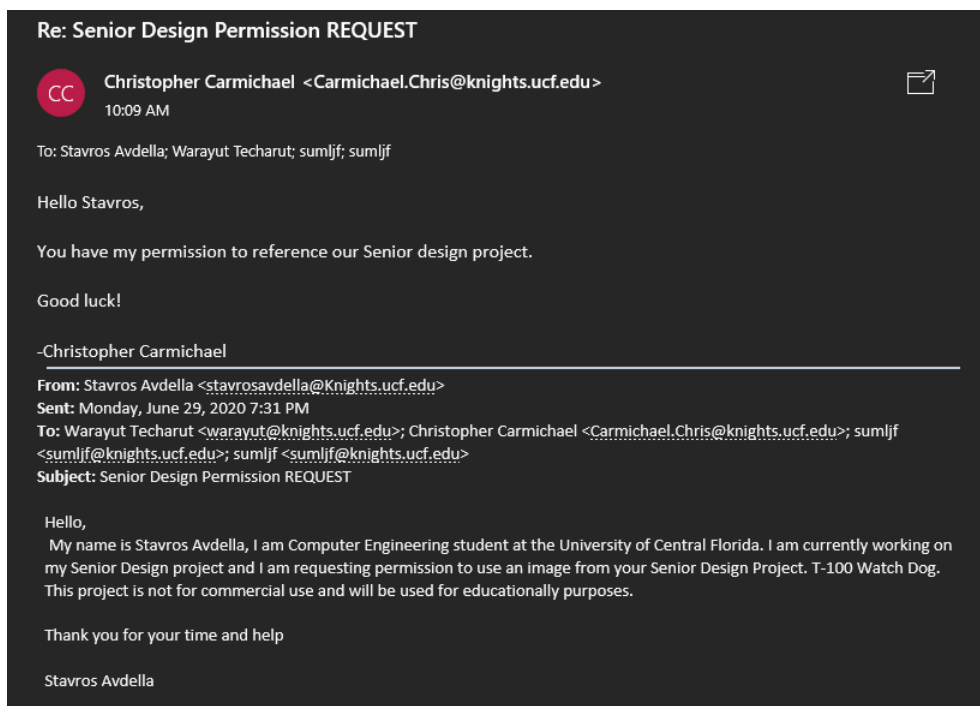 Re: Senior Design Permission REQUEST
CC
Christopher Carmichael <Carmichael.Chris@knights.ucf.edu>
10:09 AM
To: Stavros Avdella; Warayut Techarut; sumljf; sumljf
Hello Stavros,
You have my permission to reference our Senior design project.
Good luck!
-Christopher Carmichael
From: Stavros Avdella <stavrosavdella@Knights.ucf.edu>
Sent: Monday, June 29, 2020 7:31 PM
To: Warayut Techarut <warayut@knights.ucf.edu>; Christopher Carmichael <Carmichael.Chris@knights.ucf.edu>; sumljf
<sumljf@knights.ucf.edu>; sumljf <sumljf@knights.ucf.edu>
Subject: Senior Design Permission REQUEST
Hello,
My name is Stavros Avdella, I am Computer Engineering student at the University of Central Florida. I am currently working on
my Senior Design project and I am requesting permission to use an image from your Senior Design Project. T-100 Watch Dog.
This project is not for commercial use and will be used for educationally purposes.
Thank you for your time and help
Stavros Avdella